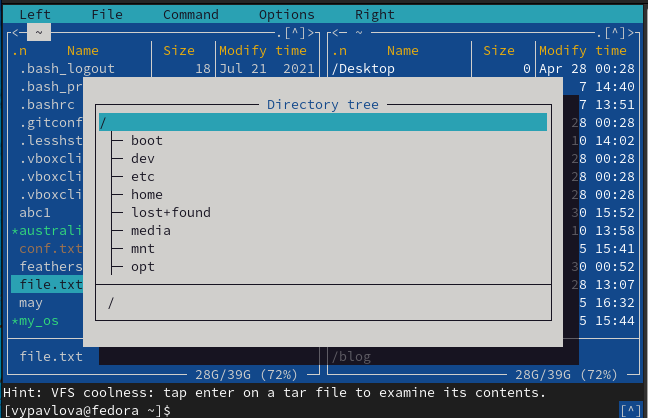 Left File Command Options Right
~ .[^] ~ .[^]
.n Name Size Modify time .n Name Size Modify time
.bash_logout 18 Jul 21 2021 /Desktop 0 Apr 28 00:28
.bash_pr 7 14:40
.bashrc 7 13:51
.gitconf 28 00:28
.lesshst 10 14:02
.vboxcli 28 00:28
.vboxcli 28 00:28
.vboxcli 28 00:28
abc1 30 15:52
*australi 10 13:58
conf.txt 5 15:41
feathers 30 00:52
file.txt 28 13:07
may 5 16:32
*my_os 5 15:44
Directory tree
/
boot
dev
etc
home
lost+found
media
mnt
opt
/
file.txt /blog
28G/39G (72%) 28G/39G (72%)
Hint: VFS coolness: tap enter on a tar file to examine its contents.
[vypavlova@fedora ~]$ [^]